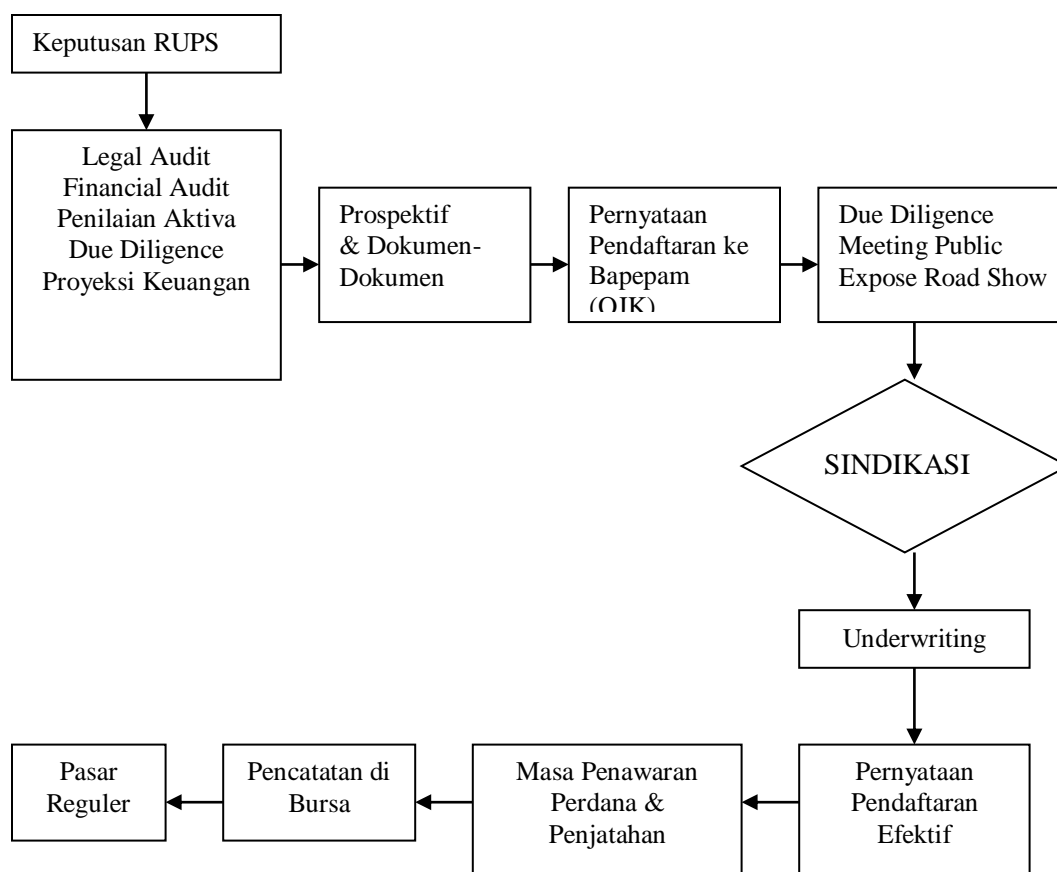 Keputusan RUPS
Legal Audit
Financial Audit
Penilaian Aktiva
Due Diligence
Proyeksi Keuangan
Prospektif
& Dokumen-
Dokumen
Pernyataan
Pendaftaran ke
Bapepam
(OJK)
Due Diligence
Meeting Public
Expose Road Show
SINDIKASI
Underwriting
Pernyataan
Pendaftaran
Efektif
Masa Penawaran
Perdana &
Penjatahan
Pencatatan di
Bursa
Pasar
Reguler